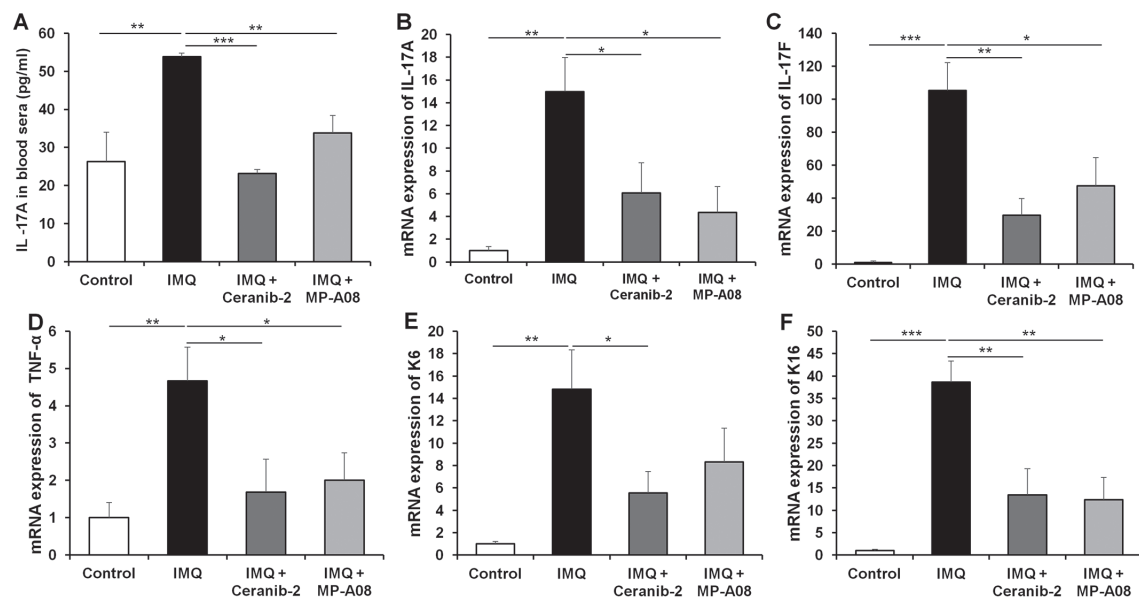 A
** **
***
IL -17A in blood sera (pg/ml)
60
50
40
30
20
10
0
Control IMQ IMQ + IMQ +
Ceranib-2 MP-A08
B
** *
*
mRNA expression of IL-17A
20
18
16
14
12
10
8
6
4
2
0
Control IMQ IMQ + IMQ +
Ceranib-2 MP-A08
C
*** *
**
mRNA expression of IL-17F
140
120
100
80
60
40
20
0
Control IMQ IMQ + IMQ +
Ceranib-2 MP-A08
D
** *
*
mRNA expression of TNF-α
6
5
4
3
2
1
0
Control IMQ IMQ + IMQ +
Ceranib-2 MP-A08
E
** *
mRNA expression of K6
20
18
16
14
12
10
8
6
4
2
0
Control IMQ IMQ + IMQ +
Ceranib-2 MP-A08
F
*** **
**
mRNA expression of K16
50
45
40
35
30
25
20
15
10
5
0
Control IMQ IMQ + IMQ +
Ceranib-2 MP-A08